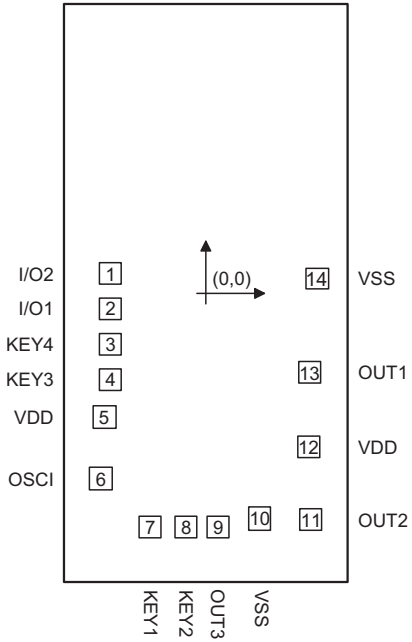 (0,0)
I/O2 1 14 VSS
I/O1 2
KEY4 3
KEY3 4 13 OUT1
VDD 5
12 VDD
OSCI 6
7 8 9 10 11 OUT2
KEY1
KEY2
OUT3
VSS